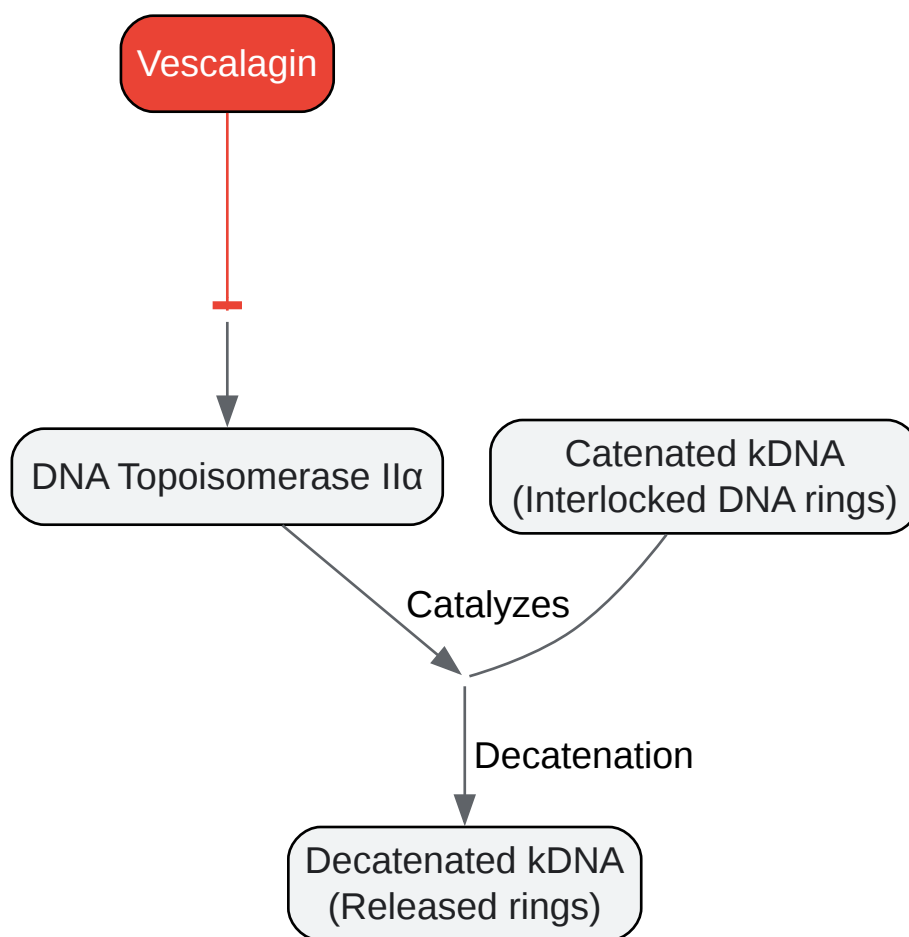 Vescalagin
DNA Topoisomerase IIα
Catenated kDNA
(Interlocked DNA rings)
Catalyzes
Decatenation
Decatenated kDNA
(Released rings)